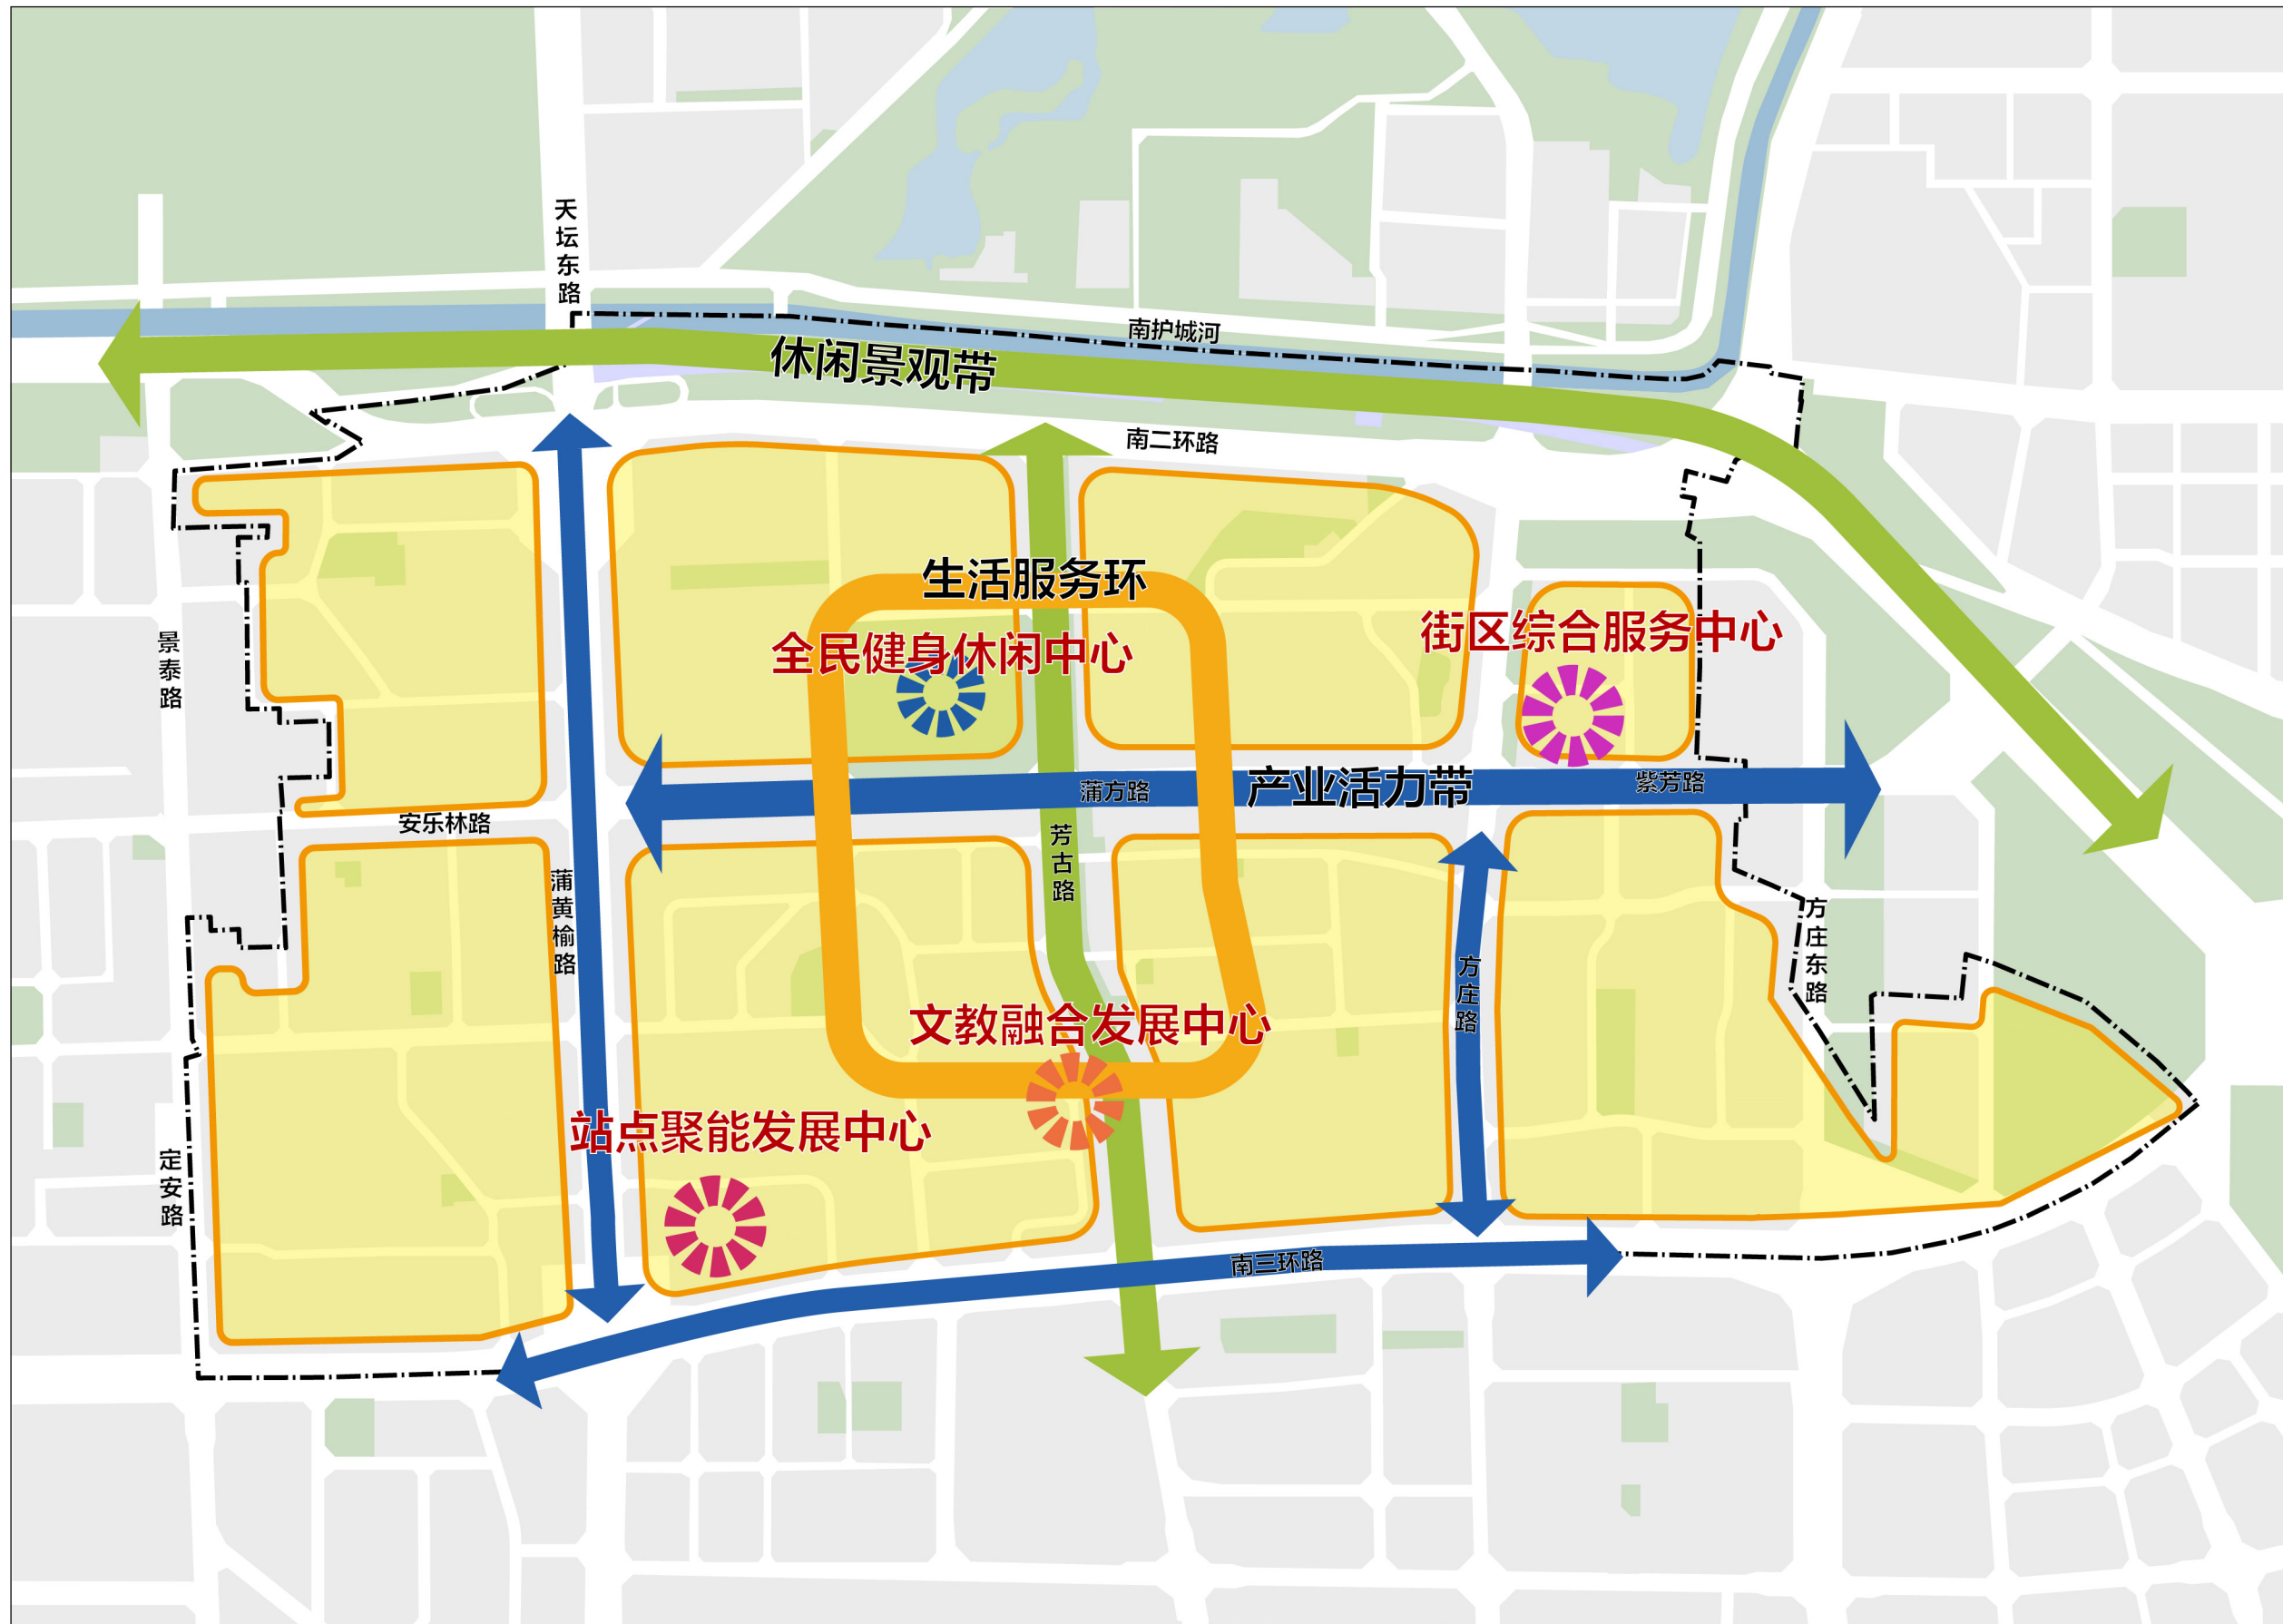 天坛东路
南护城河
休闲景观带
南二环路
生活服务环
全民健身休闲中心
街区综合服务中心
景泰路
产业活力带
蒲方路
紫芳路
安乐林路
芳古路
蒲黄榆路
方庄东路
方庄路
文教融合发展中心
站点聚能发展中心
定安路
南三环路